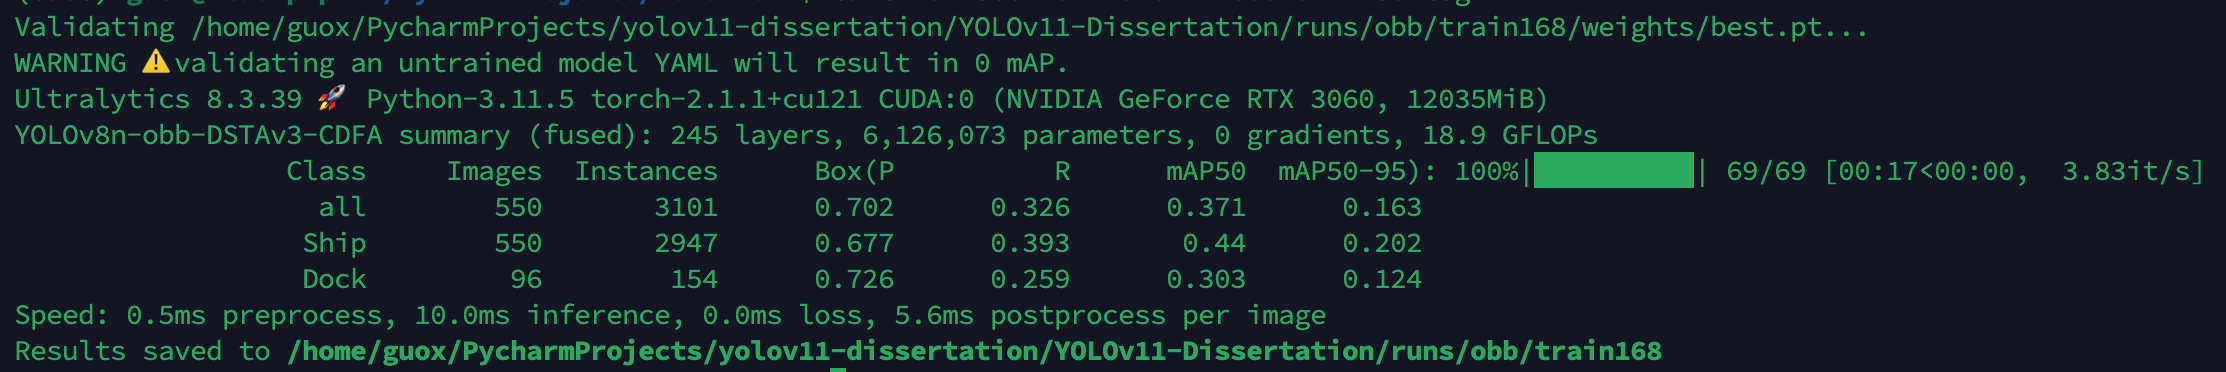 Validating /home/guox/PycharmProjects/yolov11-dissertation/YOLOv11-Dissertation/runs/obb/train168/weights/best.pt...
WARNING ⚠️validating an untrained model YAML will result in 0 mAP.
Ultralytics 8.3.39 🚀 Python-3.11.5 torch-2.1.1+cu121 CUDA:0 (NVIDIA GeForce RTX 3060, 12035MiB)
YOLOv8n-obb-DSTAv3-CDFA summary (fused): 245 layers, 6,126,073 parameters, 0 gradients, 18.9 GFLOPs
Class Images Instances Box(P R mAP50 mAP50-95): 100%|██████████| 69/69 [00:17<00:00, 3.83it/s]
all 550 3101 0.702 0.326 0.371 0.163
Ship 550 2947 0.677 0.393 0.44 0.202
Dock 96 154 0.726 0.259 0.303 0.124
Speed: 0.5ms preprocess, 10.0ms inference, 0.0ms loss, 5.6ms postprocess per image
Results saved to /home/guox/PycharmProjects/yolov11-dissertation/YOLOv11-Dissertation/runs/obb/train168